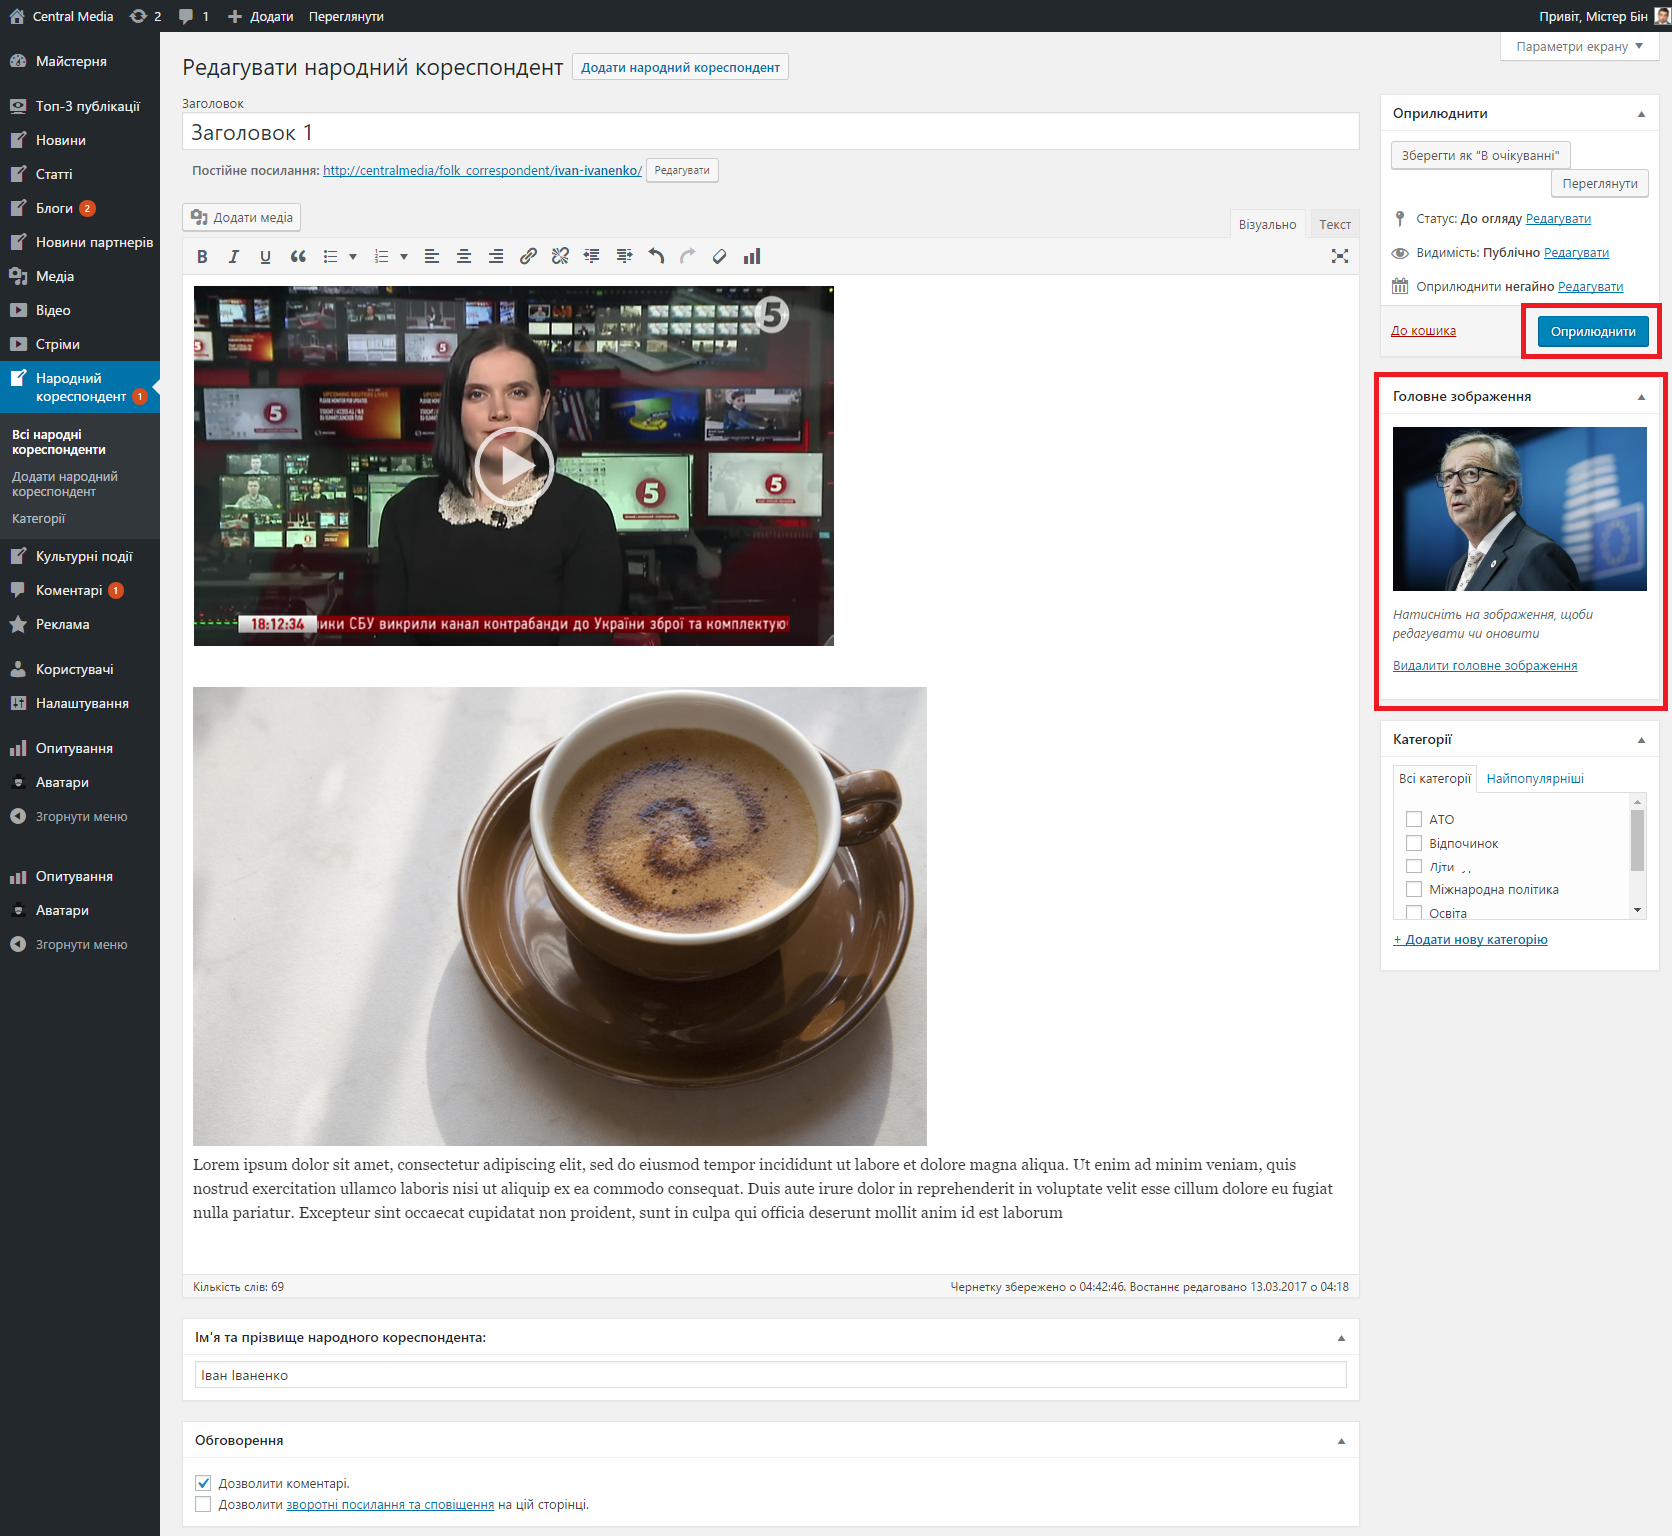 Central Media
2
1
Додати
Переглянути
Привіт, Містер Бін
Параметри екрану
Майстерня
Топ-3 публікації
Новини
Статті
Блоги 2
Новини партнерів
Медіа
Відео
Стріми
Народний
кореспондент 1
Всі народні
кореспонденти
Додати народний
кореспондент
Категорії
Культурні події
Коментарі 1
Реклама
Користувачі
Налаштування
Опитування
Аватари
Згорнути меню
Опитування
Аватари
Згорнути меню
Редагувати народний кореспондент
Додати народний кореспондент
Заголовок
Заголовок 1
Постійне посилання: http://centralmedia/folk_correspondent/ivan-ivanenko/ Редагувати
Додати медіа
Візуально
Текст
5
5
5
5
18:12:34
ики СБУ викрили канал контрабанди до України зброї та комплектую
Lorem ipsum dolor sit amet, consectetur adipiscing elit, sed do eiusmod tempor incididunt ut labore et dolore magna aliqua. Ut enim ad minim veniam, quis
nostrud exercitation ullamco laboris nisi ut aliquip ex ea commodo consequat. Duis aute irure dolor in reprehenderit in voluptate velit esse cillum dolore eu fugiat
nulla pariatur. Excepteur sint occaecat cupidatat non proident, sunt in culpa qui officia deserunt mollit anim id est laborum
Кількість слів: 69
Чернетку збережено о 04:42:46. Востаннє редаговано 13.03.2017 о 04:18
Ім'я та прізвище народного кореспондента:
Іван Іваненко
Обговорення
Дозволити коментарі.
Дозволити зворотні посилання та сповіщення на цій сторінці.
Оприлюднити
Зберегти як "В очікуванні"
Переглянути
Статус: До огляду Редагувати
Видимість: Публічно Редагувати
Оприлюднити негайно Редагувати
До кошика
Оприлюднити
Головне зображення
Натисніть на зображення, щоби
редагувати чи оновити
Видалити головне зображення
Категорії
Всі категорії
Найпопулярніші
АТО
Відпочинок
Міжнародна політика
Освіта
+ Додати нову категорію